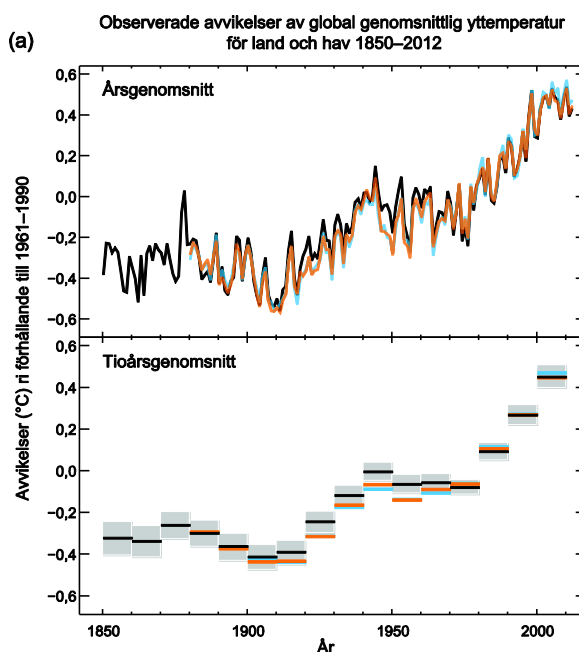 Observerade avvikelser av global genomsnittlig yttemperatur
för land och hav 1850–2012
(a)
Avvikelser (°C) ri förhållande till 1961–1990
Årsgenomsnitt
0,6
0,4
0,2
0,0
−0,2
−0,4
−0,6
Tioårsgenomsnitt
0,6
0,4
0,2
0,0
−0,2
−0,4
−0,6
1850
1900
1950
2000
År